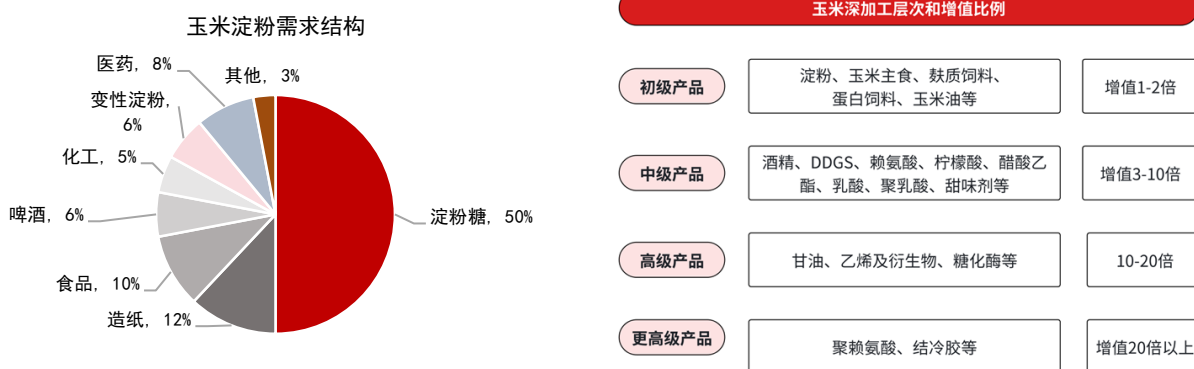 玉米淀粉需求结构
医药, 8%
其他, 3%
变性淀粉,
6%
化工, 5%
啤酒, 6%
淀粉糖, 50%
食品, 10%
造纸, 12%
玉米深加工层次和增值比例
初级产品
淀粉、玉米主食、麸质饲料、
蛋白饲料、玉米油等
增值1-2倍
中级产品
酒精、DDGS、赖氨酸、柠檬酸、醋酸乙
酯、乳酸、聚乳酸、甜味剂等
增值3-10倍
高级产品
甘油、乙烯及衍生物、糖化酶等
10-20倍
更高级产品
聚赖氨酸、结冷胶等
增值20倍以上